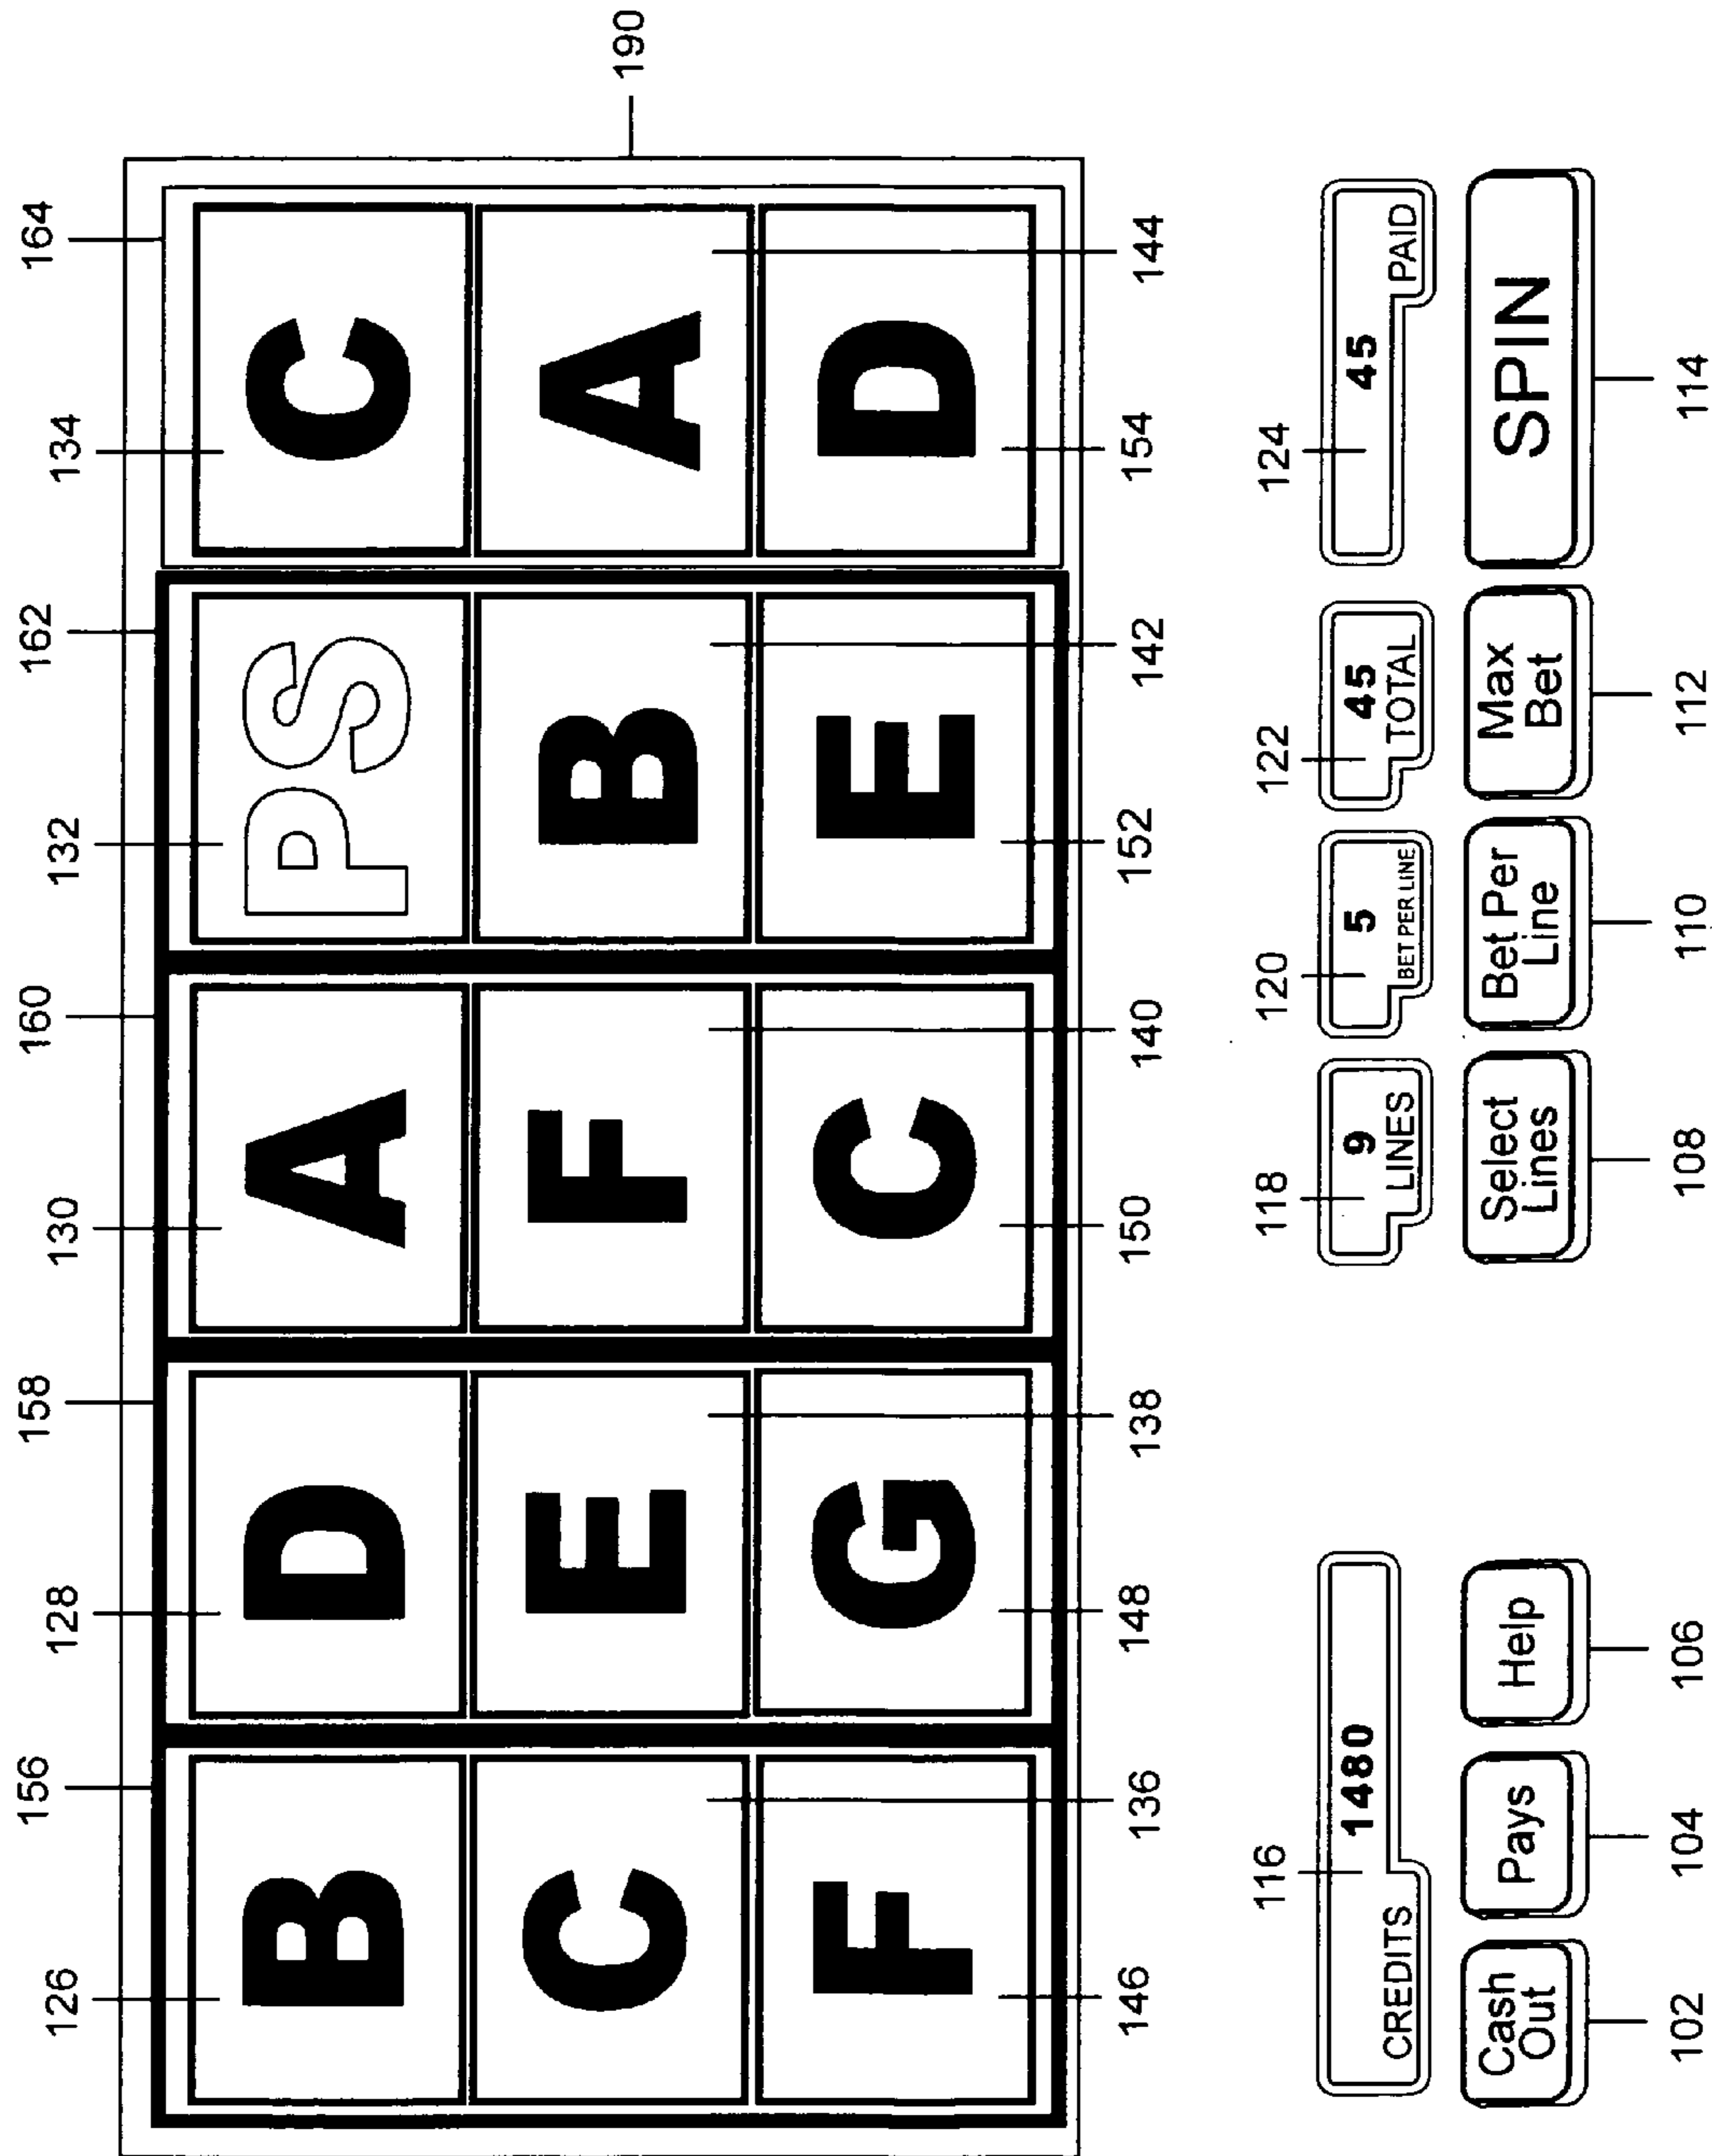 156 158 160 162 164
126 128 130 132 134
190
B D A PS C
C E F B A
F G C E D
136 138 140 142 144
146 148 150 152 154
116 118 120 122 124
1480 9 5 45 45
CREDITS LINES BET PER LINE TOTAL PAID
Cash Out Pays Help Select Lines Bet Per Line Max Bet SPIN
102 104 106 108 110 112 114